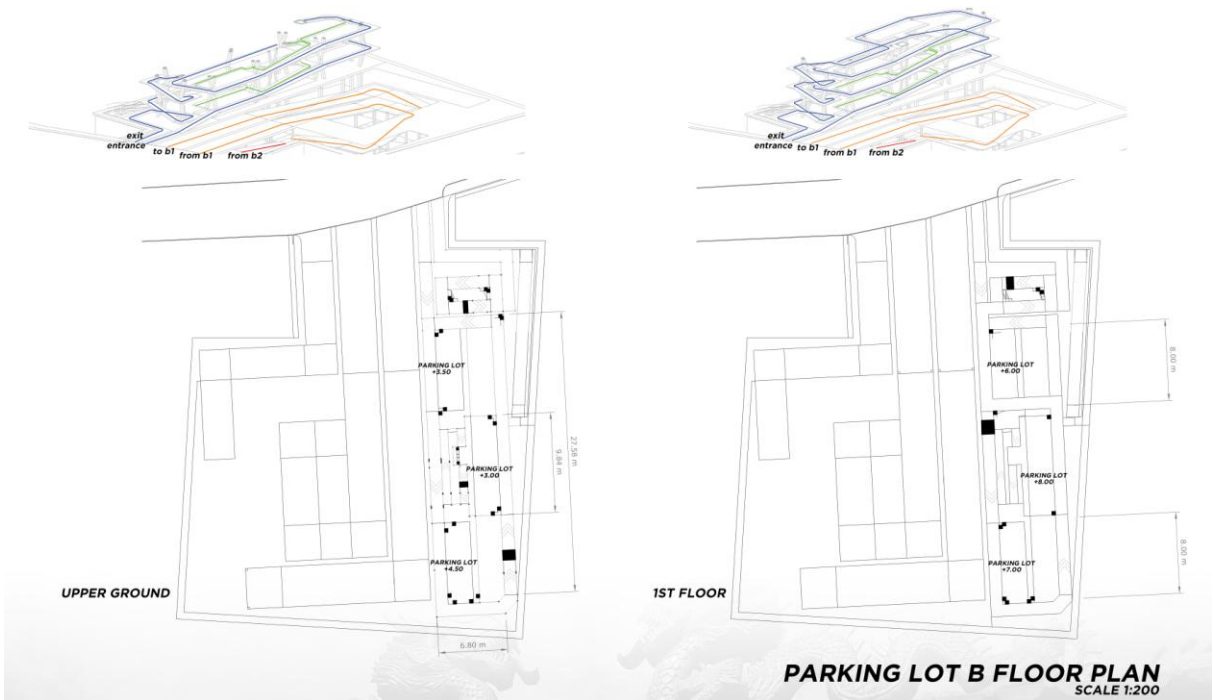 exit
entrance
to b1
from b1
from b2
exit
entrance
to b1
from b1
from b2
PARKING LOT
+3.50
PARKING LOT
+3.00
PARKING LOT
+4.50
27.58 m
9.84 m
6.80 m
UPPER GROUND
PARKING LOT
+6.00
PARKING LOT
+8.00
PARKING LOT
+7.00
8.00 m
8.00 m
1ST FLOOR
PARKING LOT B FLOOR PLAN
SCALE 1:200